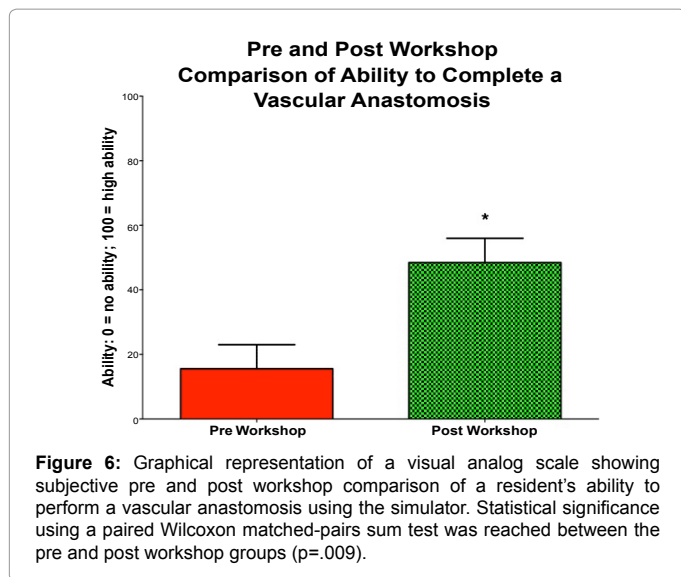 Pre and Post Workshop
Comparison of Ability to Complete a
Vascular Anastomosis
Ability: 0 = no ability; 100 = high ability
100
80
60
40
20
0
*
Pre Workshop
Post Workshop
Figure 6: Graphical representation of a visual analog scale showing
subjective pre and post workshop comparison of a resident’s ability to
perform a vascular anastomosis using the simulator. Statistical significance
using a paired Wilcoxon matched-pairs sum test was reached between the
pre and post workshop groups (p=.009).